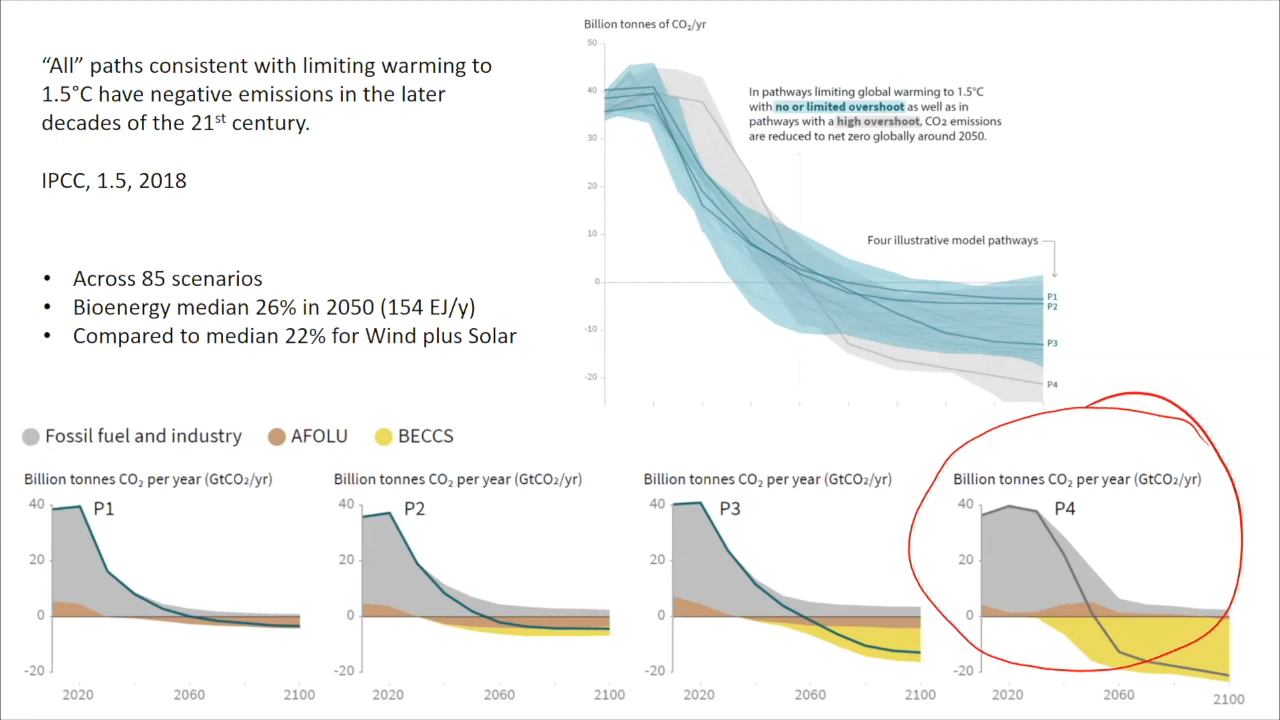 “All” paths consistent with limiting warming to
1.5°C have negative emissions in the later
decades of the 21st century.
IPCC, 1.5, 2018
• Across 85 scenarios
• Bioenergy median 26% in 2050 (154 EJ/y)
• Compared to median 22% for Wind plus Solar
Billion tonnes of CO₂/yr
50
40
30
20
10
0
-10
-20
In pathways limiting global warming to 1.5°C
with no or limited overshoot as well as in
pathways with a high overshoot, CO₂ emissions
are reduced to net zero globally around 2050.
Four illustrative model pathways
P1
P2
P3
P4
Fossil fuel and industry AFOLU BECCS
Billion tonnes CO₂ per year (GtCO₂/yr)
P1
40
20
0
-20
2020 2060 2100
Billion tonnes CO₂ per year (GtCO₂/yr)
P2
40
20
0
-20
2020 2060 2100
Billion tonnes CO₂ per year (GtCO₂/yr)
P3
40
20
0
-20
2020 2060 2100
Billion tonnes CO₂ per year (GtCO₂/yr)
P4
40
20
0
-20
2020 2060 2100